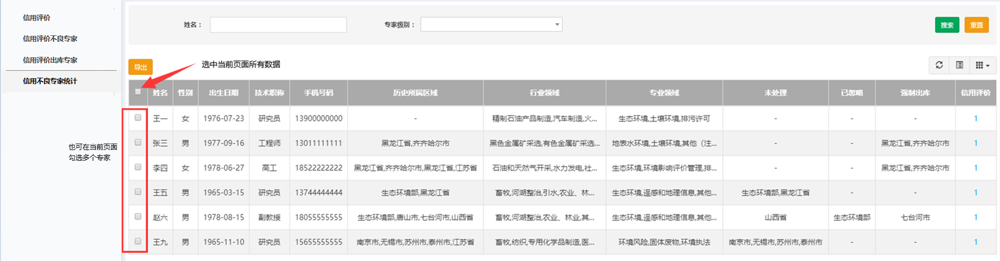 信用评价
信用评价不良专家
信用评价出库专家
信用不良专家统计
姓名：
专家级别：
搜索
重置
导出
选中当前页面所有数据
也可在当前页面
勾选多个专家
姓名 性别 出生日期 技术职称 手机号码 历史所属区域 行业领域 专业领域 未处理 已忽略 强制出库 信用评价
王一 女 1976-07-23 研究员 13900000000 - 精制石油产品制造,汽车制造,火... 生态环境,土壤环境,排污许可 - - - 1
张三 男 1977-09-16 工程师 13011111111 黑龙江省,齐齐哈尔市 黑色金属矿采选,有色金属矿采选... 地表水环境,土壤环境,其他（注... - - 黑龙江省,齐齐哈尔市 1
李四 女 1978-06-27 高工 18522222222 黑龙江省,齐齐哈尔市,黑龙江省,江苏省 石油和天然气开采,水力发电,社... 生态环境,环境影响评价管理,排... - - 黑龙江省,齐齐哈尔市 1
王五 男 1965-03-15 研究员 13744444444 生态环境部,黑龙江省 畜牧,河湖整治,引水,农业、林... 生态环境,遥感和地理信息,其他... 生态环境部,黑龙江省 - - 1
赵六 男 1978-08-15 副教授 18055555555 生态环境部,唐山市,七台河市,山西省 畜牧,河湖整治,农业、林业,其... 生态环境,遥感和地理信息,其他... 山西省 生态环境部 七台河市 1
王九 男 1965-11-10 研究员 15655555555 南京市,无锡市,苏州市,泰州市,江苏省 畜牧,纺织,专用化学品制造,医... 环境风险,固体废物,环境执法 南京市,无锡市,苏州市,泰州市 - - 1